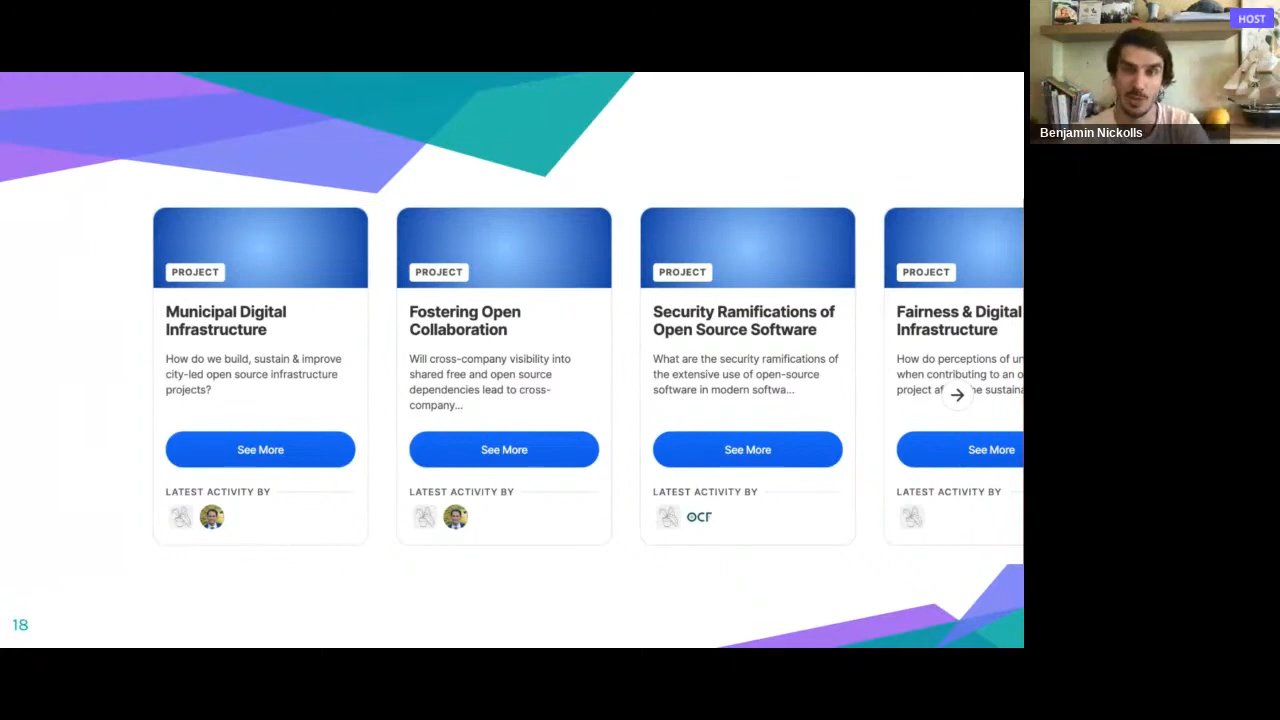 HOST
Benjamin Nickolls
PROJECT
Municipal Digital
Infrastructure
How do we build, sustain & improve
city-led open source infrastructure
projects?
See More
LATEST ACTIVITY BY
PROJECT
Fostering Open
Collaboration
Will cross-company visibility into
shared free and open source
dependencies lead to cross-
company...
See More
LATEST ACTIVITY BY
PROJECT
Security Ramifications of
Open Source Software
What are the security ramifications of
the extensive use of open-source
software in modern softwa...
See More
LATEST ACTIVITY BY
OCF
PROJECT
Fairness & Digital
Infrastructure
How do perceptions of
when contributing to an
project
See More
LATEST ACTIVITY BY
18